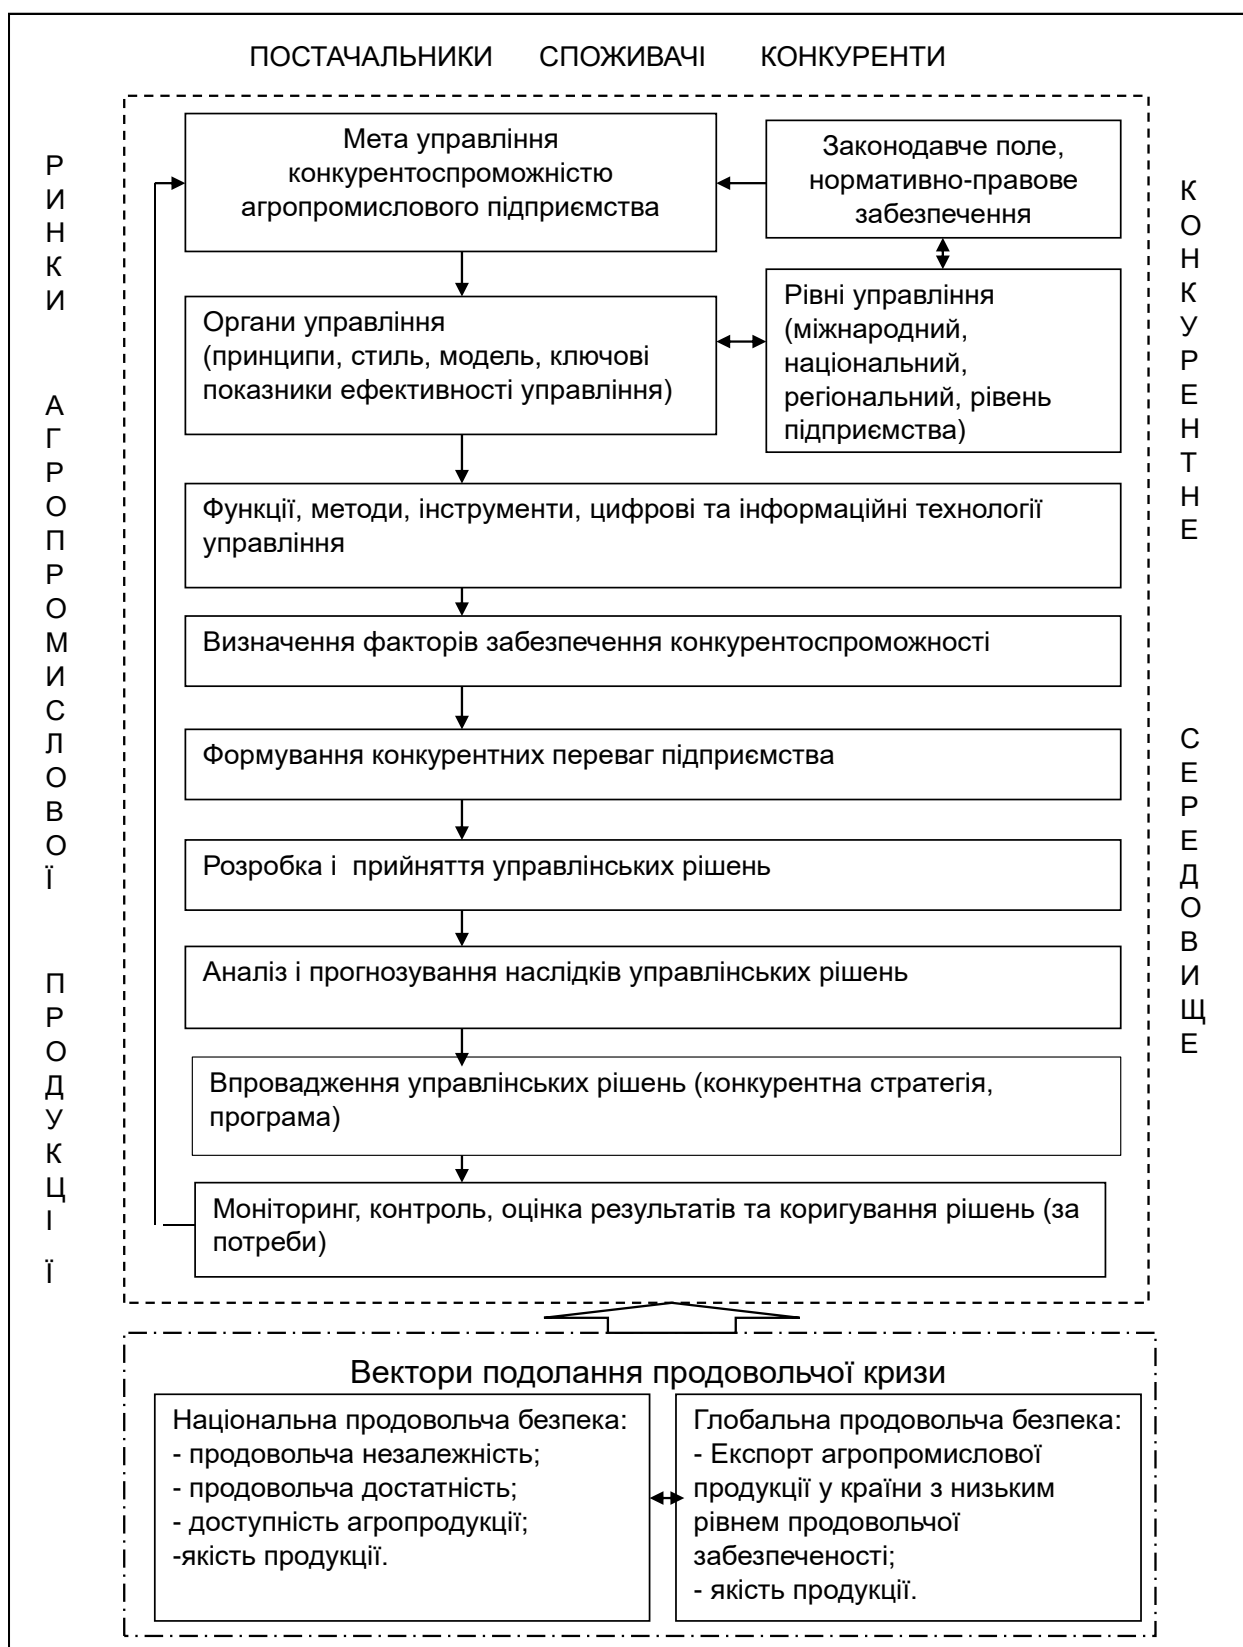 ПОСТАЧАЛЬНИКИ СПОЖИВАЧІ КОНКУРЕНТИ
РИНКИ АГРОПРОМИСЛОВОЇ ПРОДУКЦІЇ
Мета управління
конкурентоспроможністю
агропромислового підприємства
Законодавче поле,
нормативно-правове
забезпечення
Органи управління
(принципи, стиль, модель, ключові
показники ефективності управління)
Рівні управління
(міжнародний,
національний,
регіональний, рівень
підприємства)
Функції, методи, інструменти, цифрові та інформаційні технології
управління
Визначення факторів забезпечення конкурентоспроможності
Формування конкурентних переваг підприємства
Розробка і прийняття управлінських рішень
Аналіз і прогнозування наслідків управлінських рішень
Впровадження управлінських рішень (конкурентна стратегія,
програма)
Моніторинг, контроль, оцінка результатів та коригування рішень (за
потреби)
КОНКУРЕНТНЕ СЕРЕДОВИЩЕ
Вектори подолання продовольчої кризи
Національна продовольча безпека:
- продовольча незалежність;
- продовольча достатність;
- доступність агропродукції;
-якість продукції.
Глобальна продовольча безпека:
- Експорт агропромислової
продукції у країни з низьким
рівнем продовольчої
забезпеченості;
- якість продукції.